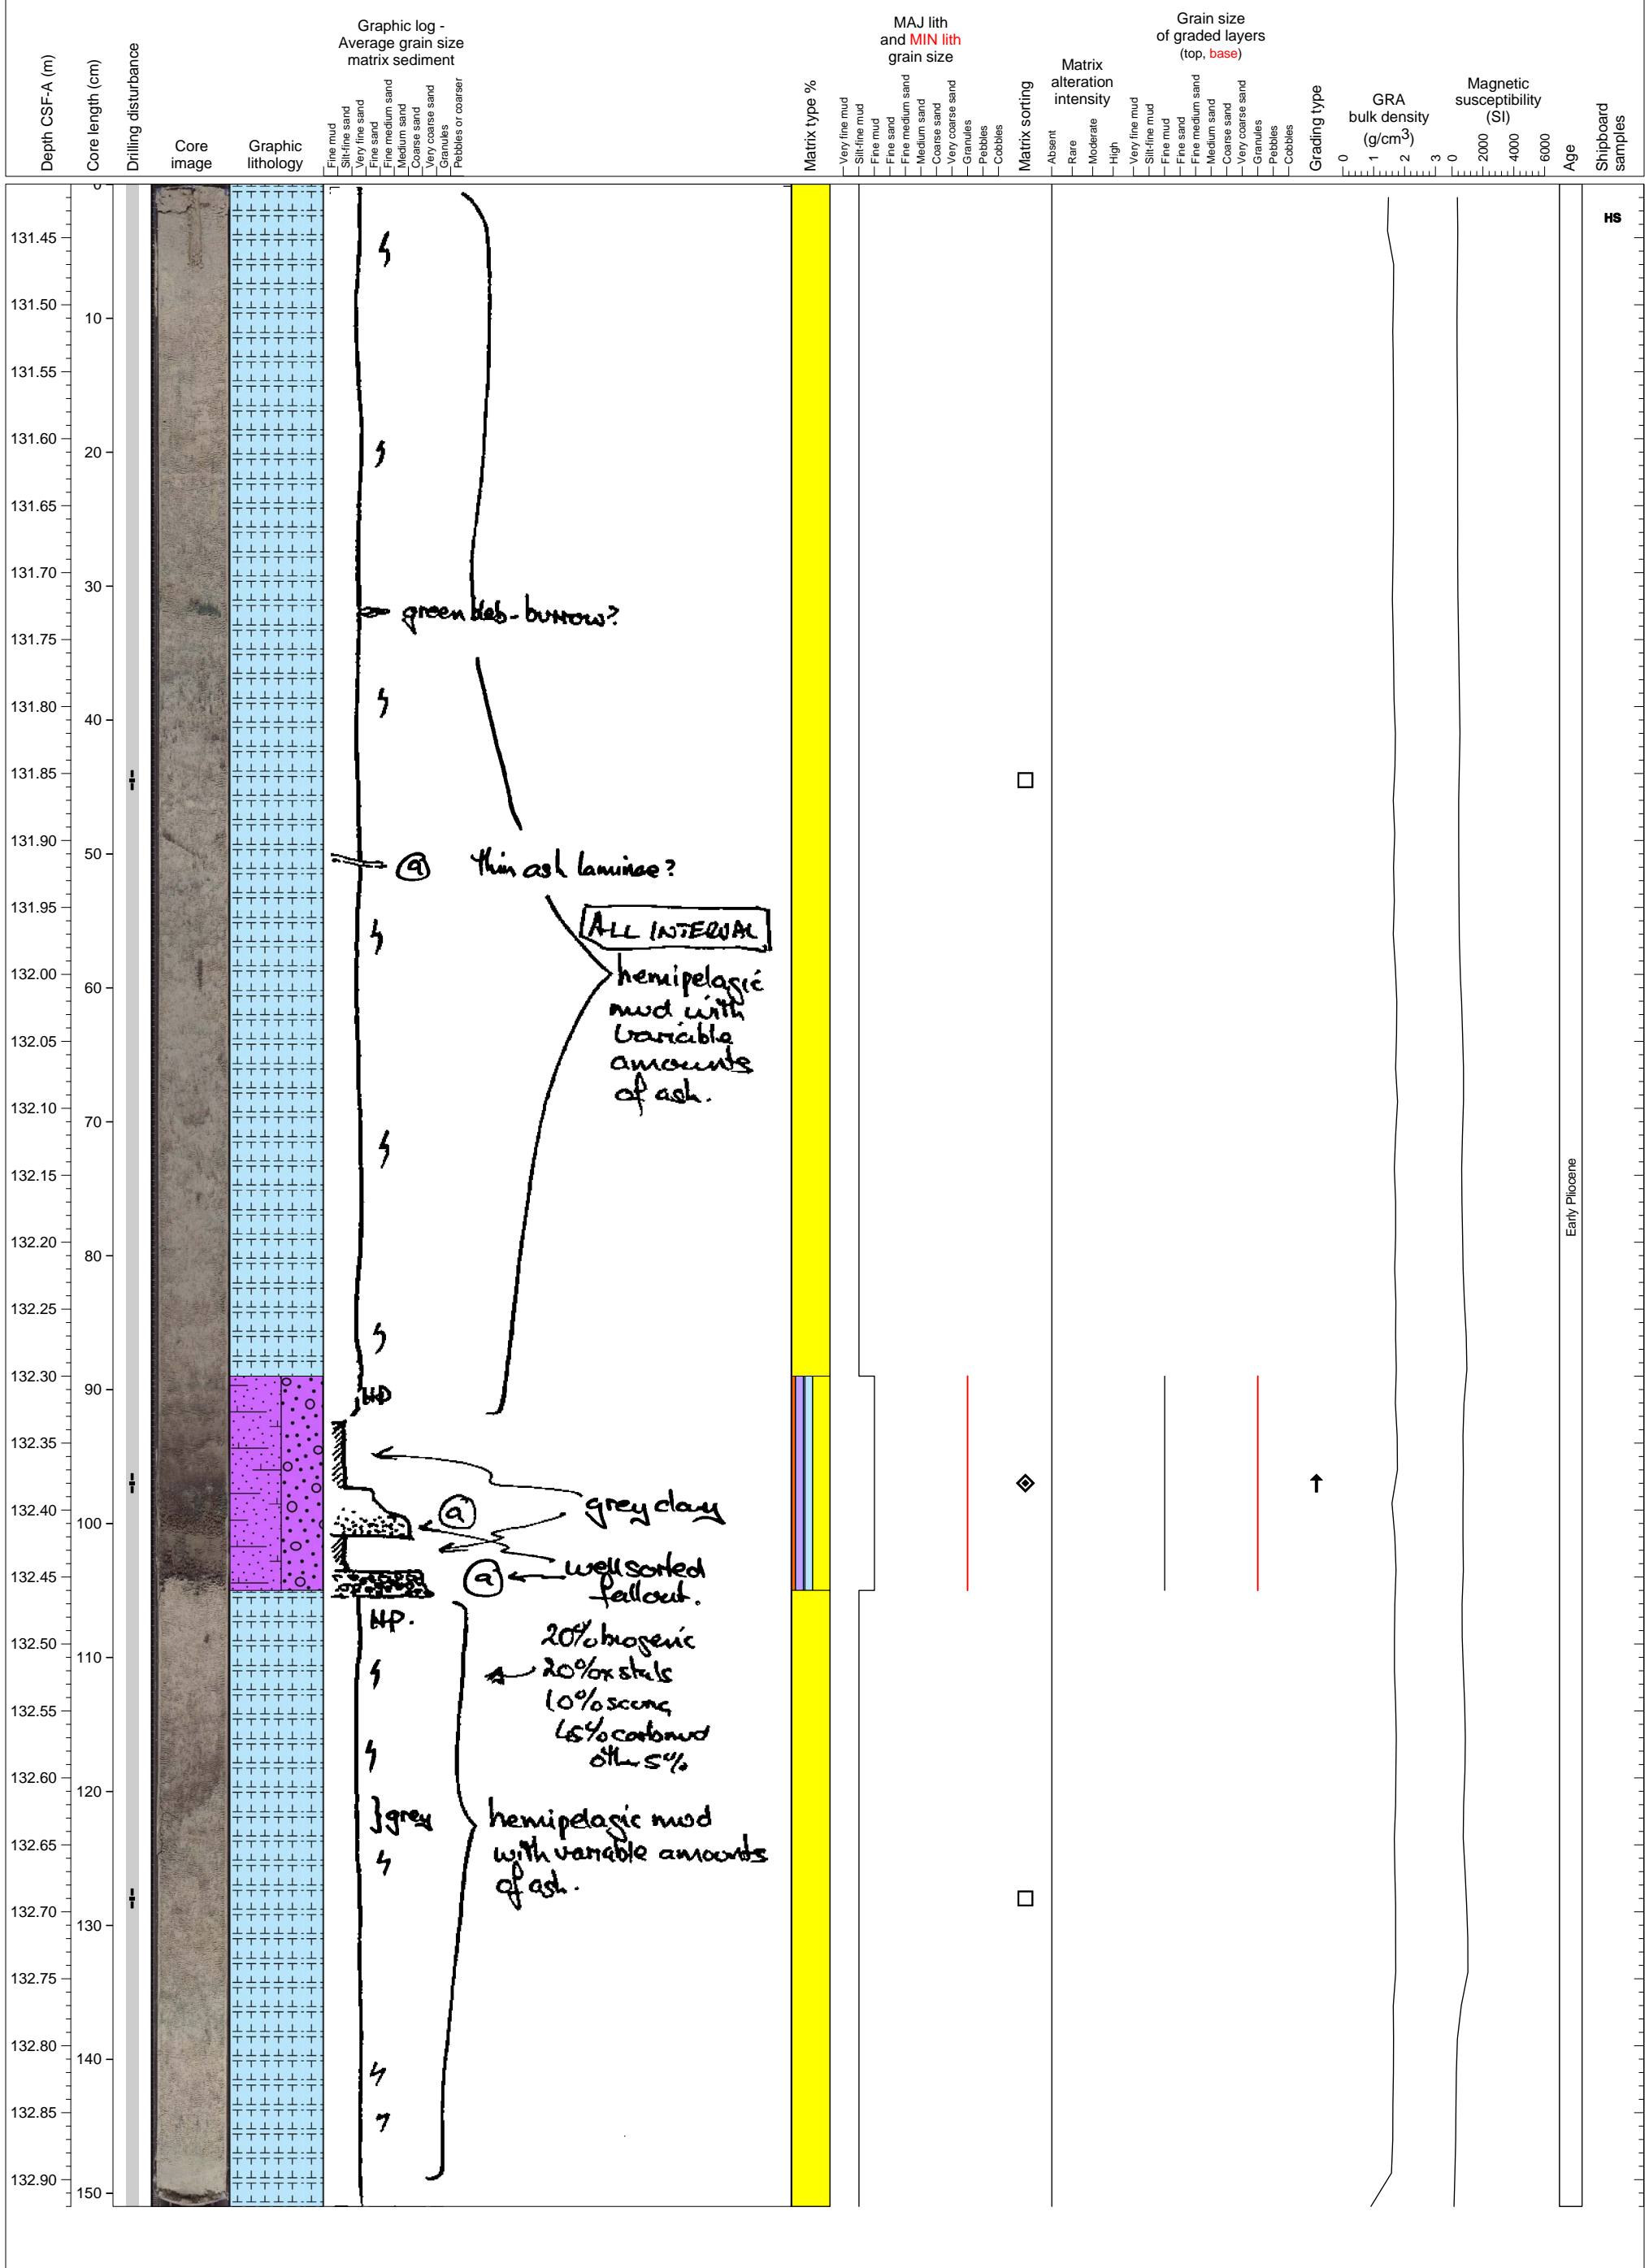 Depth CSF-A (m)
Core length (cm)
Drilling disturbance
Core
image
Graphic
lithology
Graphic log -
Average grain size
matrix sediment
Fine mud
Silt-fine sand
Very fine sand
Fine sand
Fine medium sand
Medium sand
Coarse sand
Very coarse sand
Granules
Pebbles or coarser
Matrix type %
MAJ lith
and MIN lith
grain size
Very fine mud
Silt-fine mud
Fine mud
Fine sand
Fine medium sand
Medium sand
Coarse sand
Very coarse sand
Granules
Pebbles
Cobbles
Matrix sorting
Matrix
alteration
intensity
Absent
Rare
Moderate
High
Grain size
of graded layers
(top, base)
Very fine mud
Silt-fine mud
Fine mud
Fine sand
Fine medium sand
Medium sand
Coarse sand
Very coarse sand
Granules
Pebbles
Cobbles
Grading type
GRA
bulk density
(g/cm3)
0 1 2 3
Magnetic
susceptibility
(SI)
0 2000 4000 6000
Age
Shipboard
samples
0
HS
131.45
131.50
10
131.55
131.60
20
131.65
131.70
30
green deb-burrow?
131.75
131.80
40
131.85
131.90
50
a thin ash laminae?
131.95
ALL INTERVAL
132.00
60
hemipelagic
mud with
variable
amounts
of ash.
132.05
132.10
70
132.15
Early Pliocene
132.20
80
132.25
132.30
90
HP
132.35
132.40
100
a
grey clay
132.45
a
well sorted
fallout.
HP.
132.50
110
20% biogenic
20% xstals
10% scoria
45% carb mud
other 5%
132.55
132.60
120
} grey
hemipelagic mud
with variable amounts
of ash.
132.65
132.70
130
132.75
132.80
140
132.85
132.90
150